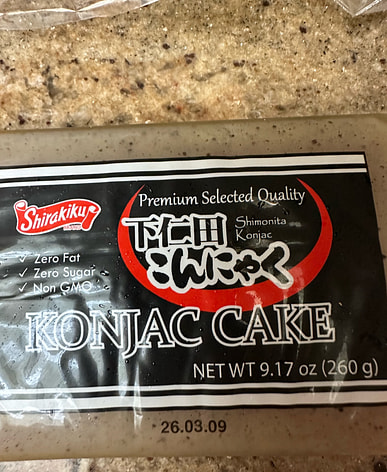 Premium Selected Quality
Shirakiku
下仁田
Shimonita
Konjac
こんにゃく
✓ Zero Fat
✓ Zero Sugar
✓ Non GMO
KONJAC CAKE
NET WT 9.17 oz (260 g)
26.03.09